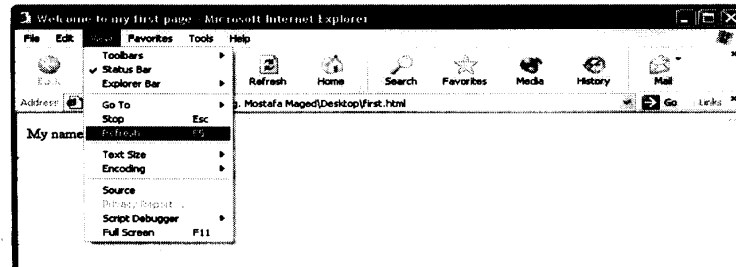 Welcome to my first page - Microsoft Internet Explorer
File Edit View Favorites Tools Help
Back Refresh Home Search Favorites Media History Mail
Address g. Mostafa Maged\Desktop\first.html Go Links
My name
Toolbars
Status Bar
Explorer Bar
Go To
Stop Esc
Refresh F5
Text Size
Encoding
Source
Privacy Report...
Script Debugger
Full Screen F11